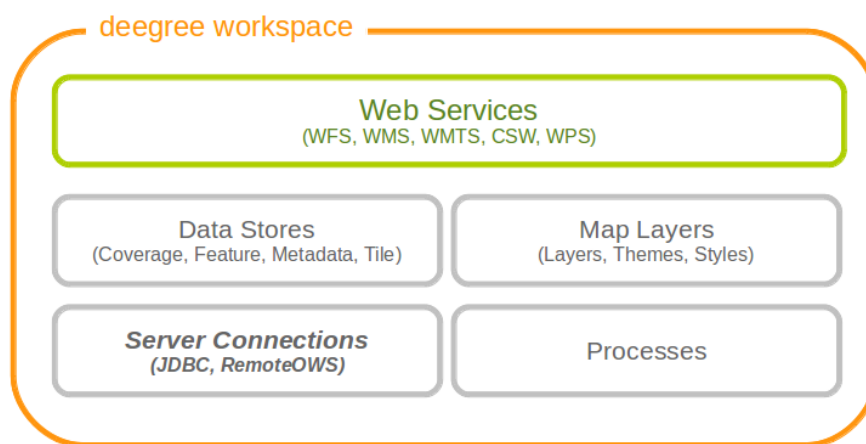 deegree workspace
Web Services
(WFS, WMS, WMTS, CSW, WPS)
Data Stores
(Coverage, Feature, Metadata, Tile)
Map Layers
(Layers, Themes, Styles)
Server Connections
(JDBC, RemoteOWS)
Processes